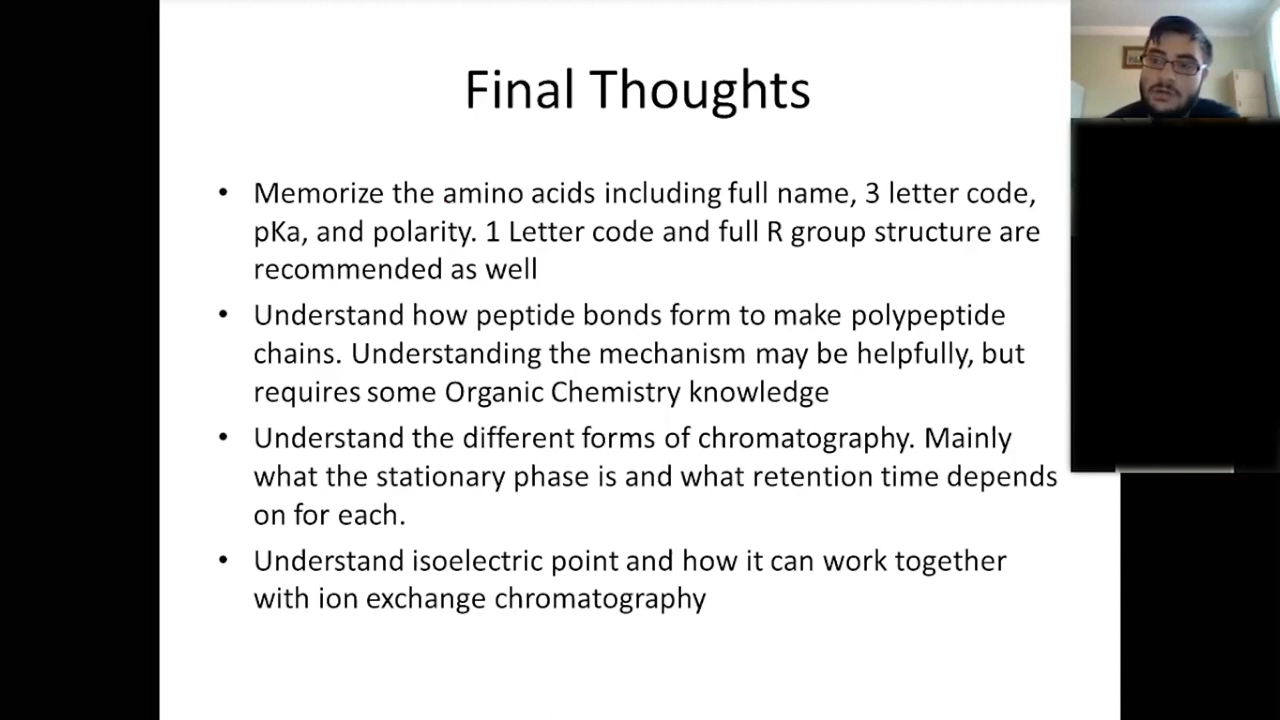 Final Thoughts
• Memorize the amino acids including full name, 3 letter code,
pKa, and polarity. 1 Letter code and full R group structure are
recommended as well
• Understand how peptide bonds form to make polypeptide
chains. Understanding the mechanism may be helpfully, but
requires some Organic Chemistry knowledge
• Understand the different forms of chromatography. Mainly
what the stationary phase is and what retention time depends
on for each.
• Understand isoelectric point and how it can work together
with ion exchange chromatography